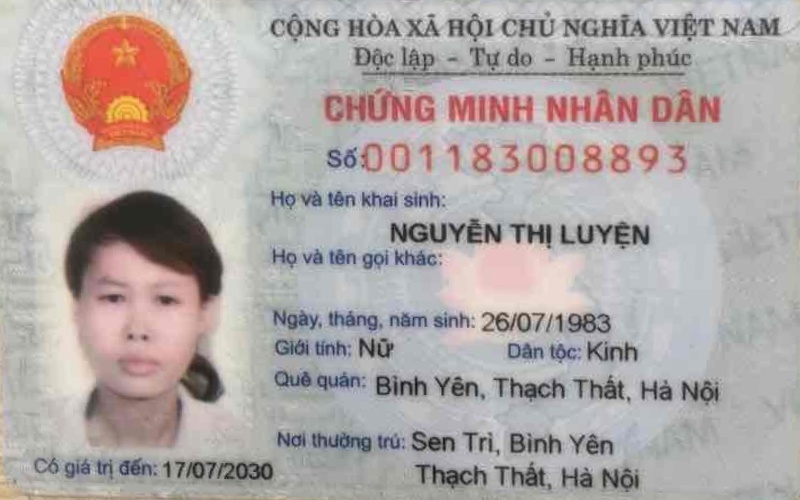 CỘNG HÒA XÃ HỘI CHỦ NGHĨA VIỆT NAM
Độc lập - Tự do - Hạnh phúc
CHỨNG MINH NHÂN DÂN
Số: 001183008893
Họ và tên khai sinh:
NGUYỄN THỊ LUYỆN
Họ và tên gọi khác:
Ngày, tháng, năm sinh: 26/07/1983
Giới tính: Nữ Dân tộc: Kinh
Quê quán: Bình Yên, Thạch Thất, Hà Nội
Nơi thường trú: Sen Trì, Bình Yên
Thạch Thất, Hà Nội
Có giá trị đến: 17/07/2030